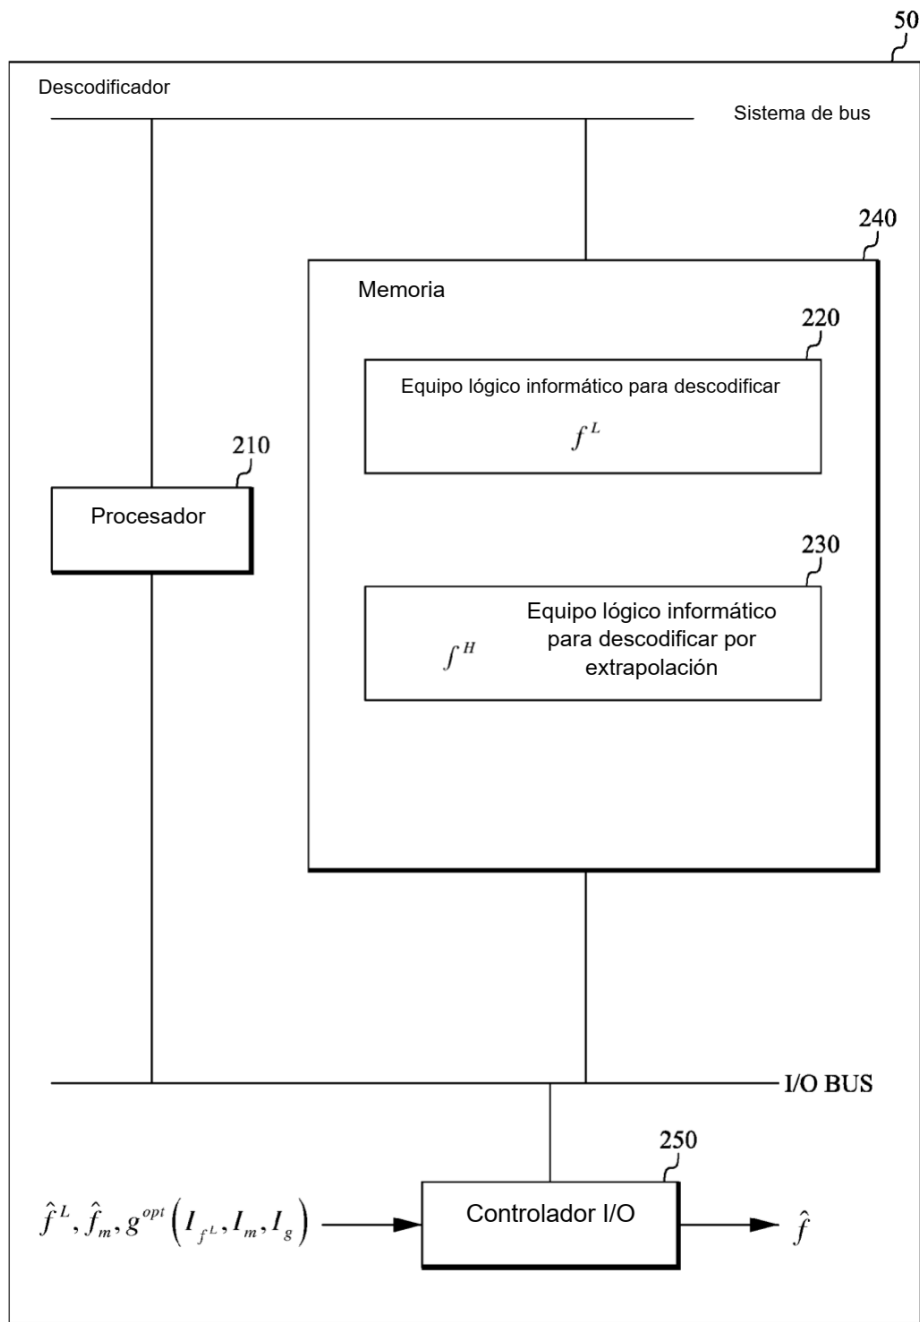 50
Descodificador
Sistema de bus
240
Memoria
220
Equipo lógico informático para descodificar
f^L
210
Procesador
230
Equipo lógico informático
para descodificar por
extrapolación
f^H
I/O BUS
250
Controlador I/O
f̂^L, f̂_m, g^opt(I_{f^L}, I_m, I_g)
f̂